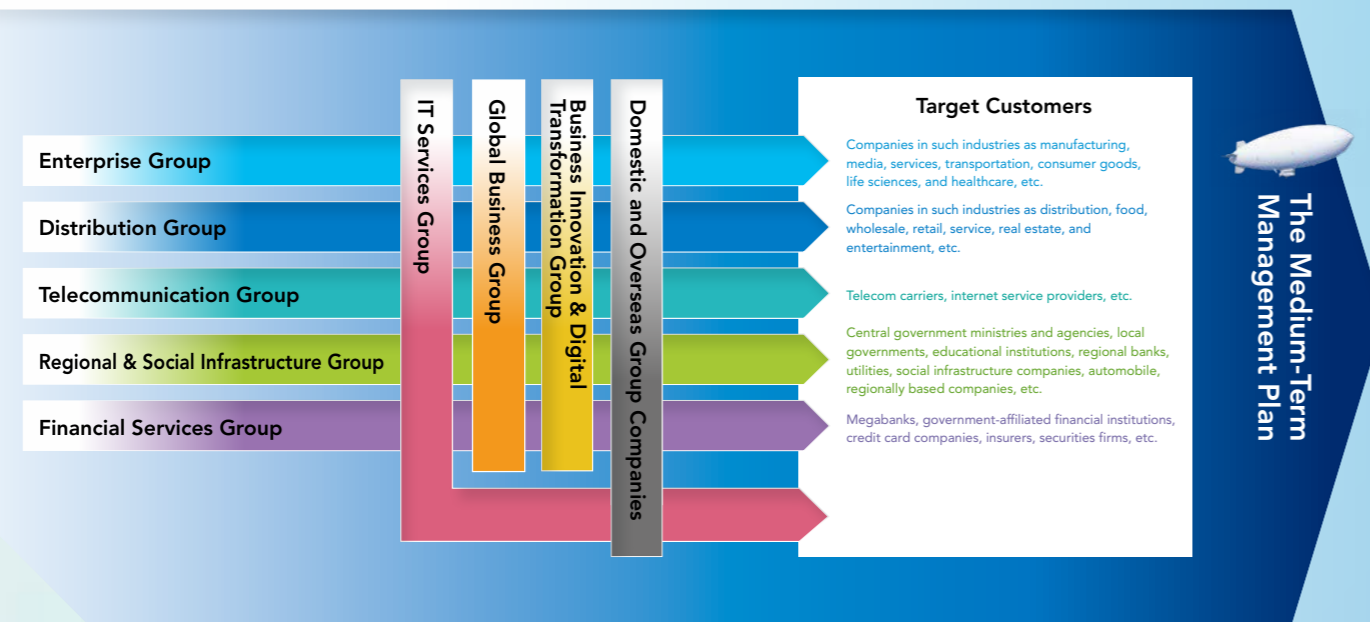 Enterprise Group
Distribution Group
Telecommunication Group
Regional & Social Infrastructure Group
Financial Services Group
IT Services Group
Global Business Group
Business Innovation & Digital
Transformation Group
Domestic and Overseas Group Companies
Target Customers
Companies in such industries as manufacturing,
media, services, transportation, consumer goods,
life sciences, and healthcare, etc.
Companies in such industries as distribution, food,
wholesale, retail, service, real estate, and
entertainment, etc.
Telecom carriers, internet service providers, etc.
Central government ministries and agencies, local
governments, educational institutions, regional banks,
utilities, social infrastructure companies, automobile,
regionally based companies, etc.
Megabanks, government-affiliated financial institutions,
credit card companies, insurers, securities firms, etc.
The Medium-Term
Management Plan